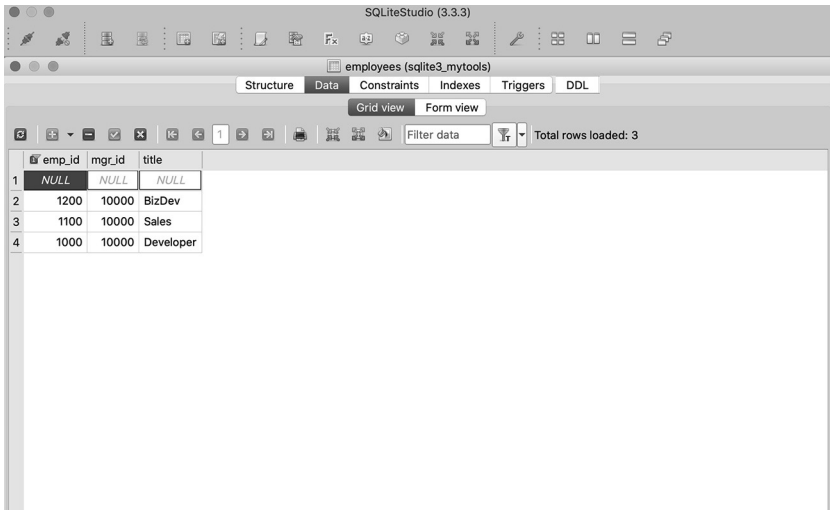 SQLiteStudio (3.3.3)
employees (sqlite3_mytools)
Structure Data Constraints Indexes Triggers DDL
Grid view Form view
1 Filter data Total rows loaded: 3
emp_id mgr_id title
1 NULL NULL NULL
2 1200 10000 BizDev
3 1100 10000 Sales
4 1000 10000 Developer